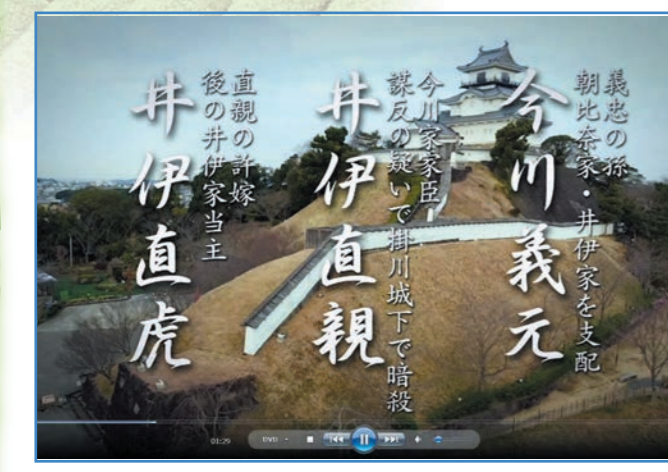 義忠の孫
朝比奈家・井伊家を支配
今川義元
今川家家臣
謀反の疑いで掛川城下で暗殺
井伊直親
直親の許嫁
後の井伊家当主
井伊直虎
01:29
DVD